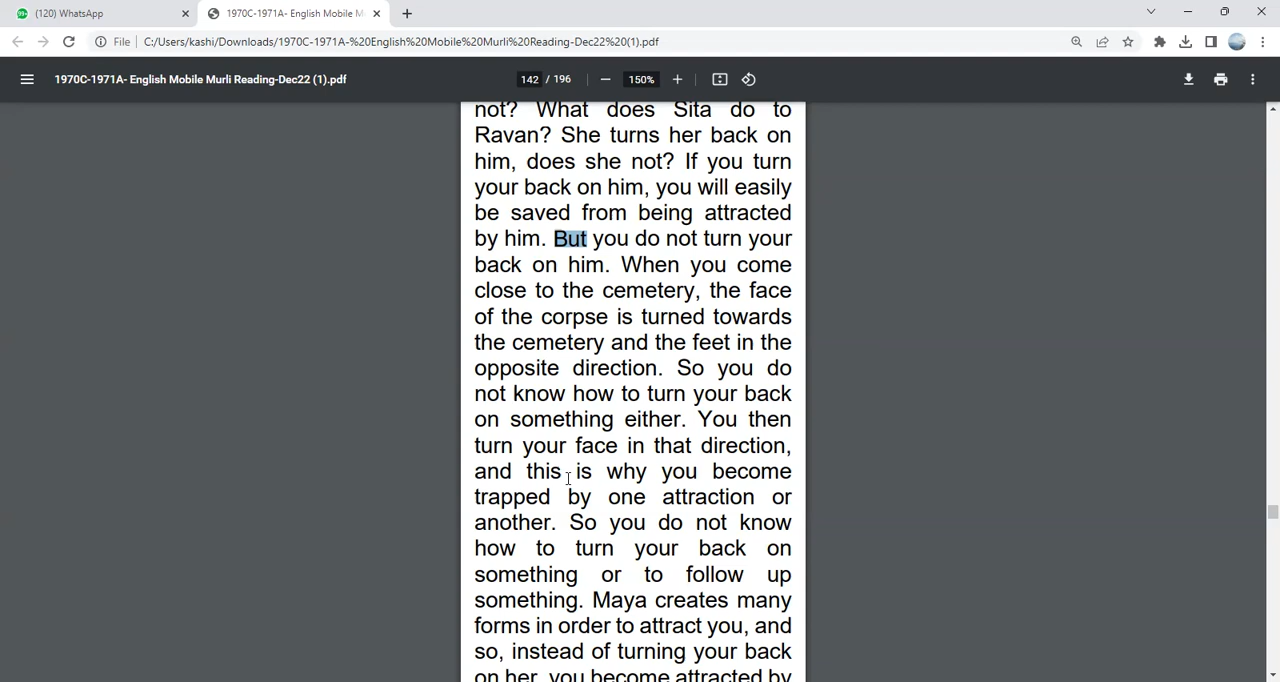 (120) WhatsApp
1970C-1971A- English Mobile M
File
C:/Users/kashi/Downloads/1970C-1971A-%20English%20Mobile%20Murli%20Reading-Dec22%20(1).pdf
1970C-1971A- English Mobile Murli Reading-Dec22 (1).pdf
142 / 196
150%
not? What does Sita do to
Ravan? She turns her back on
him, does she not? If you turn
your back on him, you will easily
be saved from being attracted
by him. But you do not turn your
back on him. When you come
close to the cemetery, the face
of the corpse is turned towards
the cemetery and the feet in the
opposite direction. So you do
not know how to turn your back
on something either. You then
turn your face in that direction,
and this is why you become
trapped by one attraction or
another. So you do not know
how to turn your back on
something or to follow up
something. Maya creates many
forms in order to attract you, and
so, instead of turning your back
on her, you become attracted by